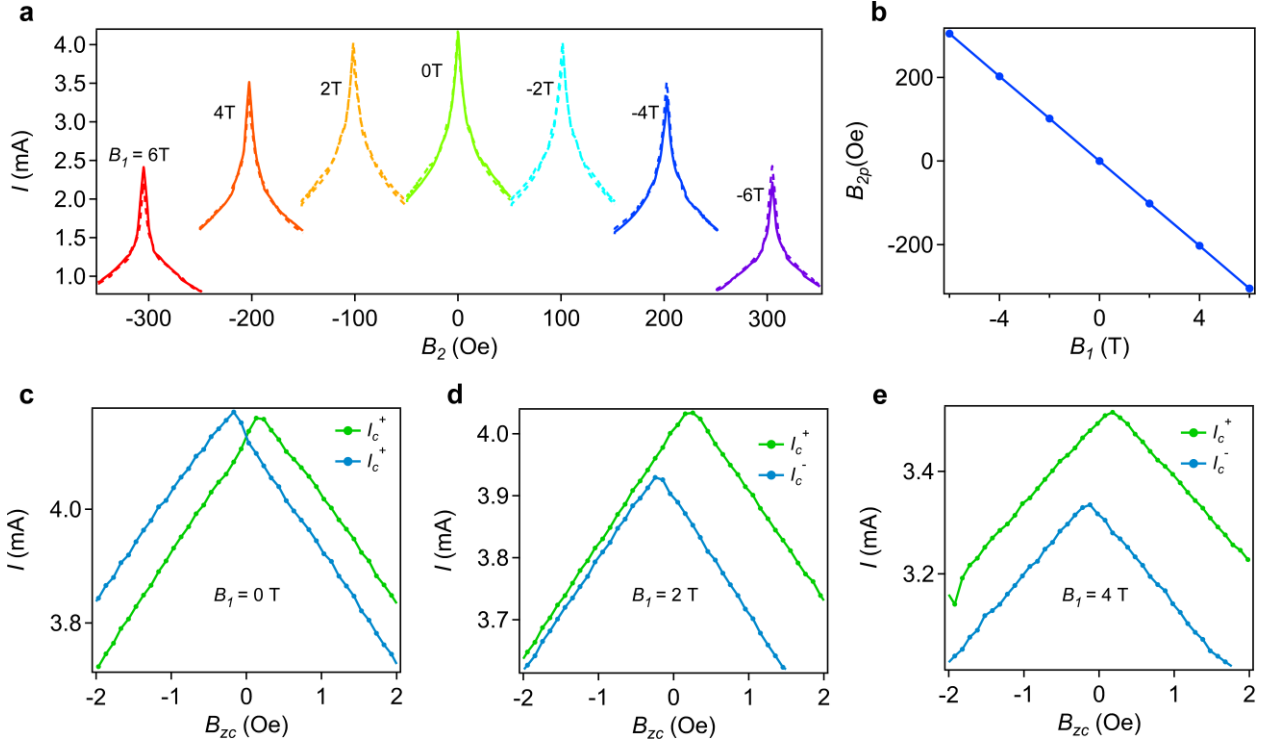 a
I (mA)
4.0
3.5
3.0
2.5
2.0
1.5
1.0
B1 = 6T
4T
2T
0T
-2T
-4T
-6T
-300
-200
-100
0
100
200
300
B2 (Oe)
b
B2p(Oe)
200
0
-200
-4
0
4
B1 (T)
c
I (mA)
4.0
3.8
Ic+
Ic+
B1 = 0 T
-2
-1
0
1
2
Bzc (Oe)
d
I (mA)
4.0
3.9
3.8
3.7
Ic+
Ic-
B1 = 2 T
-2
-1
0
1
2
Bzc (Oe)
e
I (mA)
3.4
3.2
Ic+
Ic-
B1 = 4 T
-2
-1
0
1
2
Bzc (Oe)